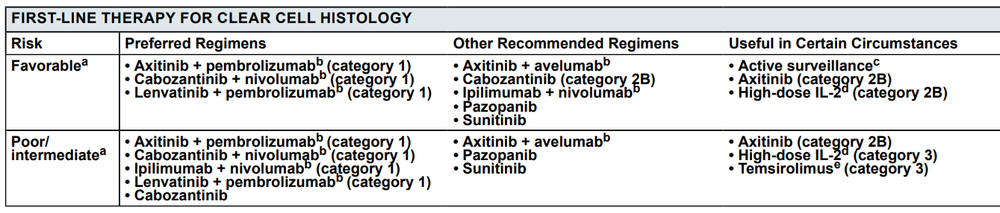 FIRST-LINE THERAPY FOR CLEAR CELL HISTOLOGY
Risk Preferred Regimens Other Recommended Regimens Useful in Certain Circumstances
Favorableᵃ
• Axitinib + pembrolizumabᵇ (category 1)
• Cabozantinib + nivolumabᵇ (category 1)
• Lenvatinib + pembrolizumabᵇ (category 1)
• Axitinib + avelumabᵇ
• Cabozantinib (category 2B)
• Ipilimumab + nivolumabᵇ
• Pazopanib
• Sunitinib
• Active surveillanceᶜ
• Axitinib (category 2B)
• High-dose IL-2ᵈ (category 2B)
Poor/
intermediateᵃ
• Axitinib + pembrolizumabᵇ (category 1)
• Cabozantinib + nivolumabᵇ (category 1)
• Ipilimumab + nivolumabᵇ (category 1)
• Lenvatinib + pembrolizumabᵇ (category 1)
• Cabozantinib
• Axitinib + avelumabᵇ
• Pazopanib
• Sunitinib
• Axitinib (category 2B)
• High-dose IL-2ᵈ (category 3)
• Temsirolimusᵉ (category 3)